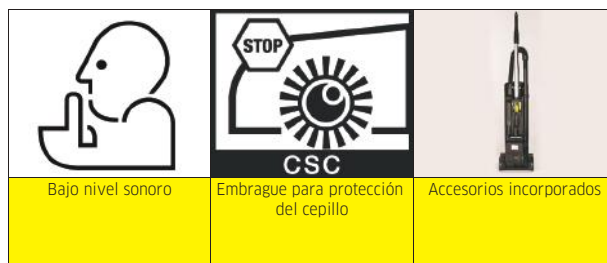 STOP
CSC
Bajo nivel sonoro
Embrague para protección
del cepillo
Accesorios incorporados